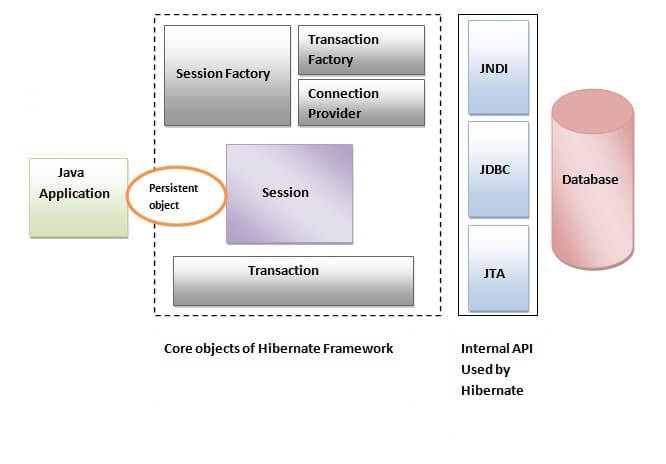 Session Factory
Transaction
Factory
Connection
Provider
JNDI
Java
Application
Persistent
object
Session
JDBC
Database
Transaction
JTA
Core objects of Hibernate Framework
Internal API
Used by
Hibernate